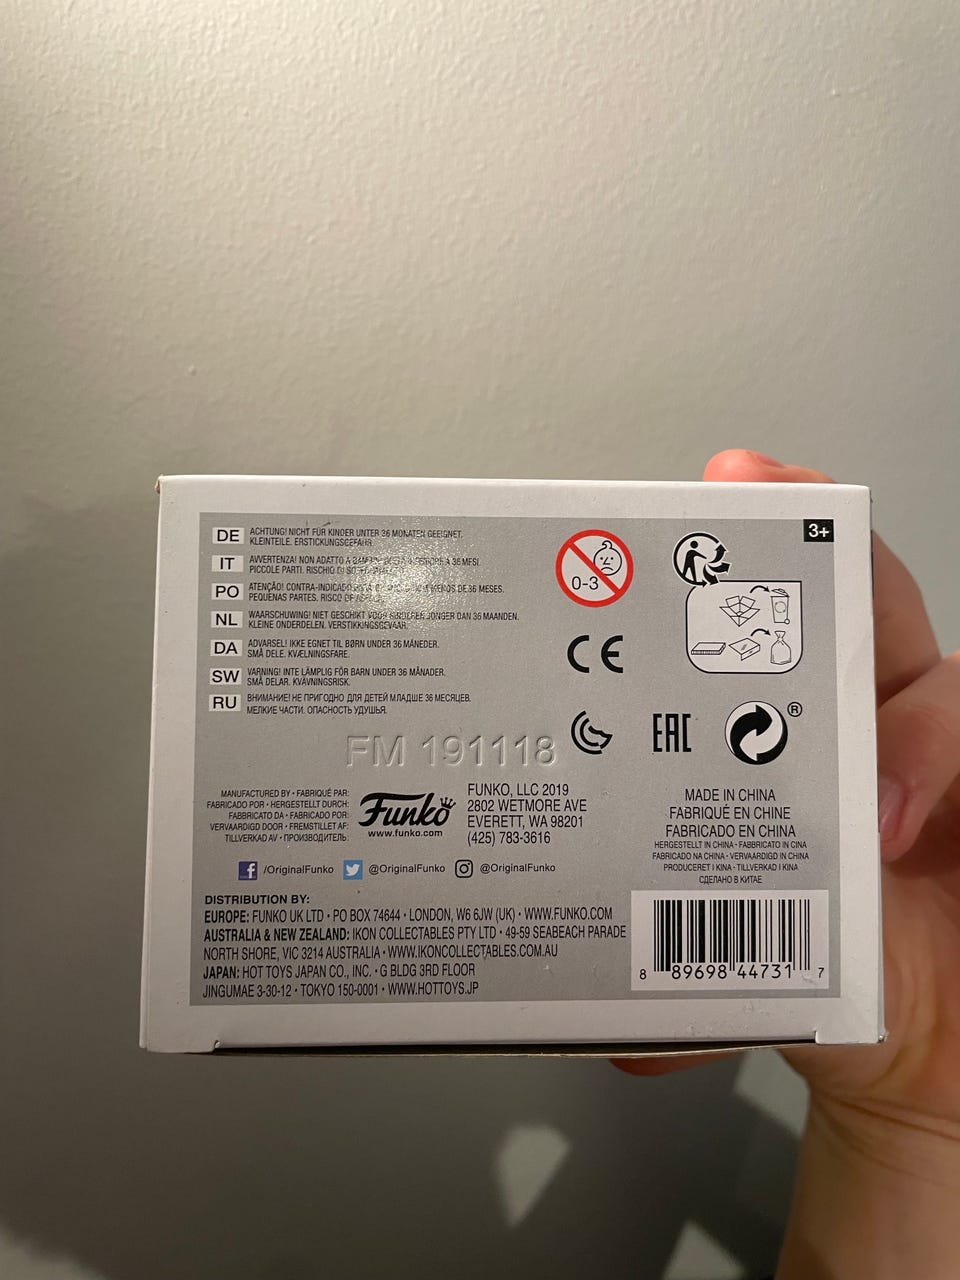 DE ACHTUNG! NICHT FÜR KINDER UNTER 36 MONATEN GEEIGNET.
KLEINTEILE. ERSTICKUNGSGEFAHR.
IT AVVERTENZA! NON ADATTO A 36 MESI.
PICCOLE PARTI. RISCHIO DI
PO ATENÇÃO! CONTRA-INDICADO DE 36 MESES.
PEQUENAS PARTES. RISCO DE
NL WAARSCHUWING! NIET GESCHIKT VOOR KINDEREN JONGER DAN 36 MAANDEN.
KLEINE ONDERDELEN. VERSTIKKINGSGEVAAR.
DA ADVARSEL! IKKE EGNET TIL BØRN UNDER 36 MÅNEDER.
SMÅ DELE. KVÆLNINGSFARE.
SW VARNING! INTE LÄMPLIG FÖR BARN UNDER 36 MÅNADER.
SMÅ DELAR. KVÄVNINGSRISK.
RU ВНИМАНИЕ! НЕ ПРИГОДНО ДЛЯ ДЕТЕЙ МЛАДШЕ 36 МЕСЯЦЕВ.
МЕЛКИЕ ЧАСТИ. ОПАСНОСТЬ УДУШЬЯ.
0-3
3+
CE
EAC
®
FM 191118
MANUFACTURED BY • FABRIQUÉ PAR:
FABRICADO POR • HERGESTELLT DURCH:
FABBRICATO DA • FABRICADO POR:
VERVAARDIGD DOOR • FREMSTILLET AF:
TILLVERKAD AV • ПРОИЗВОДИТЕЛЬ:
Funko
www.funko.com
FUNKO, LLC 2019
2802 WETMORE AVE
EVERETT, WA 98201
(425) 783-3616
MADE IN CHINA
FABRIQUÉ EN CHINE
FABRICADO EN CHINA
HERGESTELLT IN CHINA • FABBRICATO IN CINA
FABRICADO NA CHINA • VERVAARDIGD IN CHINA
PRODUCERET I KINA • TILLVERKAD I KINA
СДЕЛАНО В КИТАЕ
/OriginalFunko @OriginalFunko @OriginalFunko
DISTRIBUTION BY:
EUROPE: FUNKO UK LTD • PO BOX 74644 • LONDON, W6 6JW (UK) • WWW.FUNKO.COM
AUSTRALIA & NEW ZEALAND: IKON COLLECTABLES PTY LTD • 49-59 SEABEACH PARADE
NORTH SHORE, VIC 3214 AUSTRALIA • WWW.IKONCOLLECTABLES.COM.AU
JAPAN: HOT TOYS JAPAN CO., INC. • G BLDG 3RD FLOOR
JINGUMAE 3-30-12 • TOKYO 150-0001 • WWW.HOTTOYS.JP
8 89698 44731 7